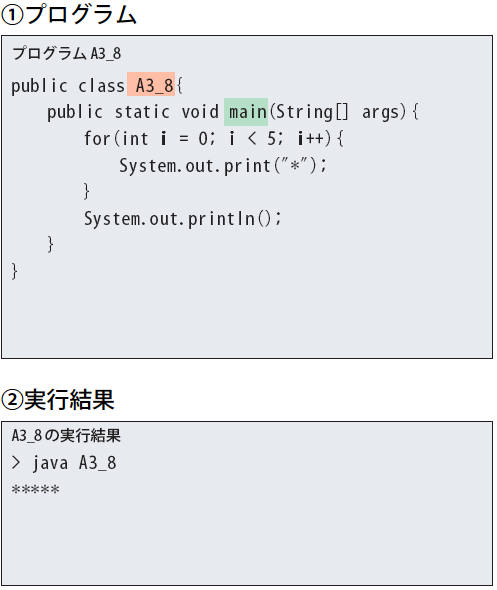 ①プログラム
プログラム A3_8
public class A3_8{
    public static void main(String[] args){
        for(int i = 0; i < 5; i++){
            System.out.print("*");
        }
        System.out.println();
    }
}
②実行結果
A3_8の実行結果
> java A3_8
*****